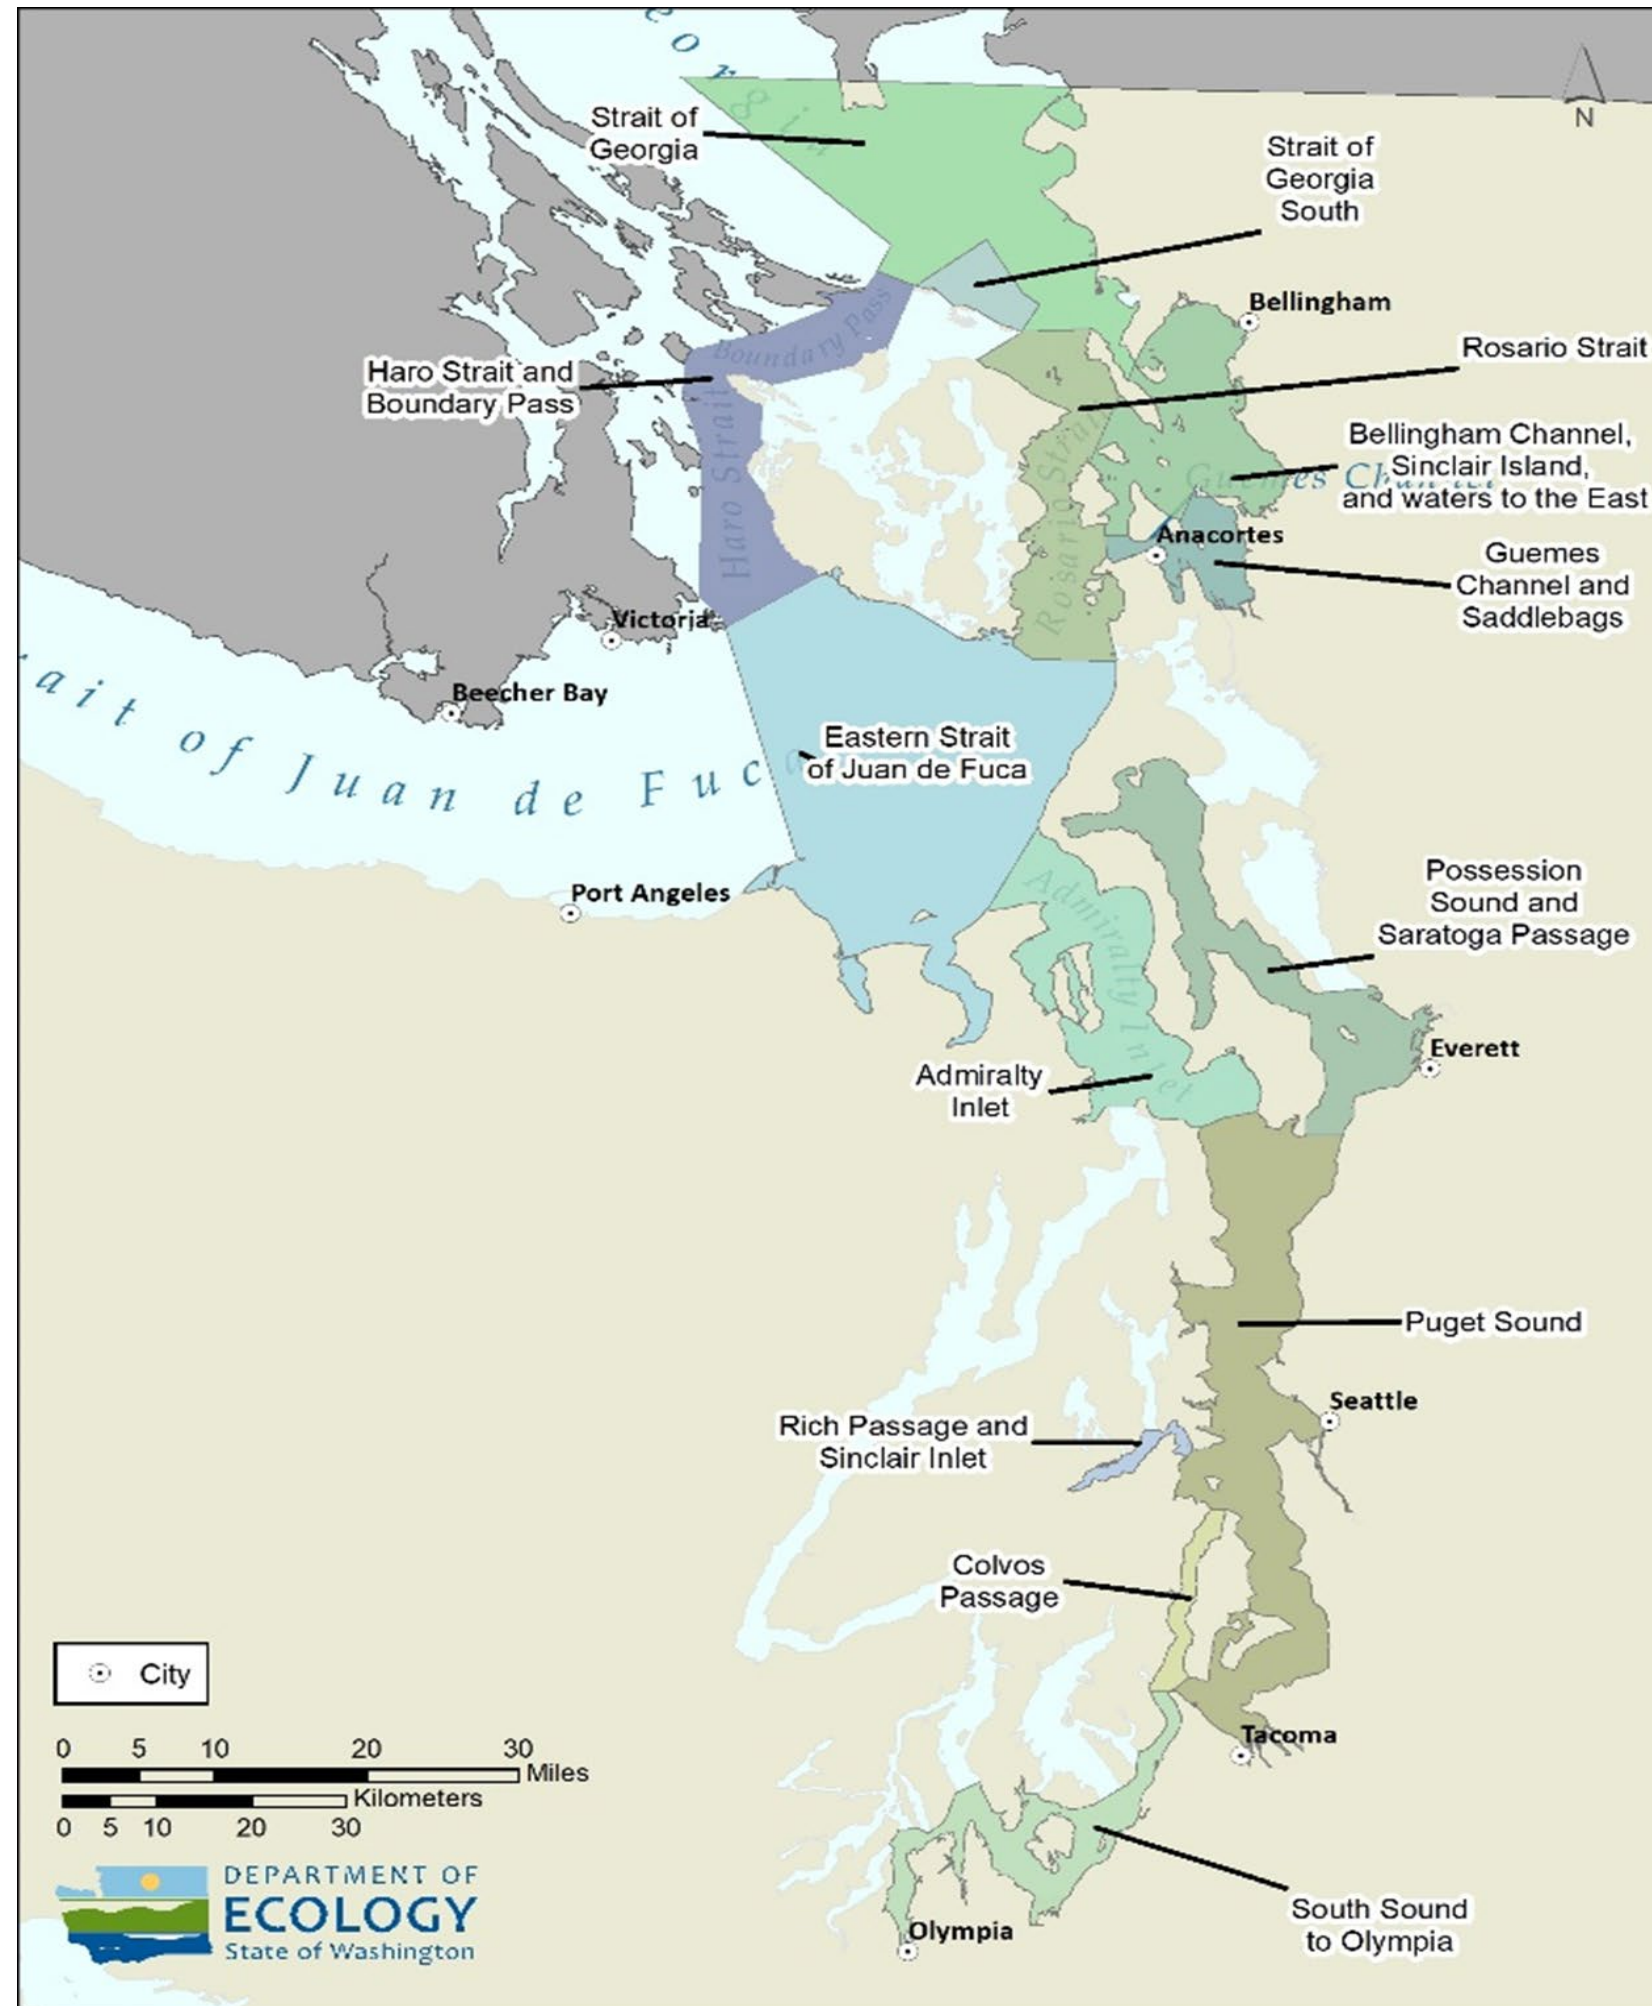 eorgia
N
Strait of
Georgia
Strait of
Georgia
South
Bellingham
Boundary Pass
Rosario Strait
Haro Strait and
Boundary Pass
Haro Strait
Rosario Strait
Bellingham Channel,
Sinclair Island,
and waters to the East
Guemes Channel
Anacortes
Guemes
Channel and
Saddlebags
Victoria
Beecher Bay
rait of Juan de Fuca
Eastern Strait
of Juan de Fuca
Port Angeles
Admiralty Inlet
Possession
Sound and
Saratoga Passage
Everett
Admiralty
Inlet
Puget Sound
Seattle
Rich Passage and
Sinclair Inlet
Colvos
Passage
City
Tacoma
0 5 10 20 30
Miles
Kilometers
0 5 10 20 30
DEPARTMENT OF
ECOLOGY
State of Washington
Olympia
South Sound
to Olympia